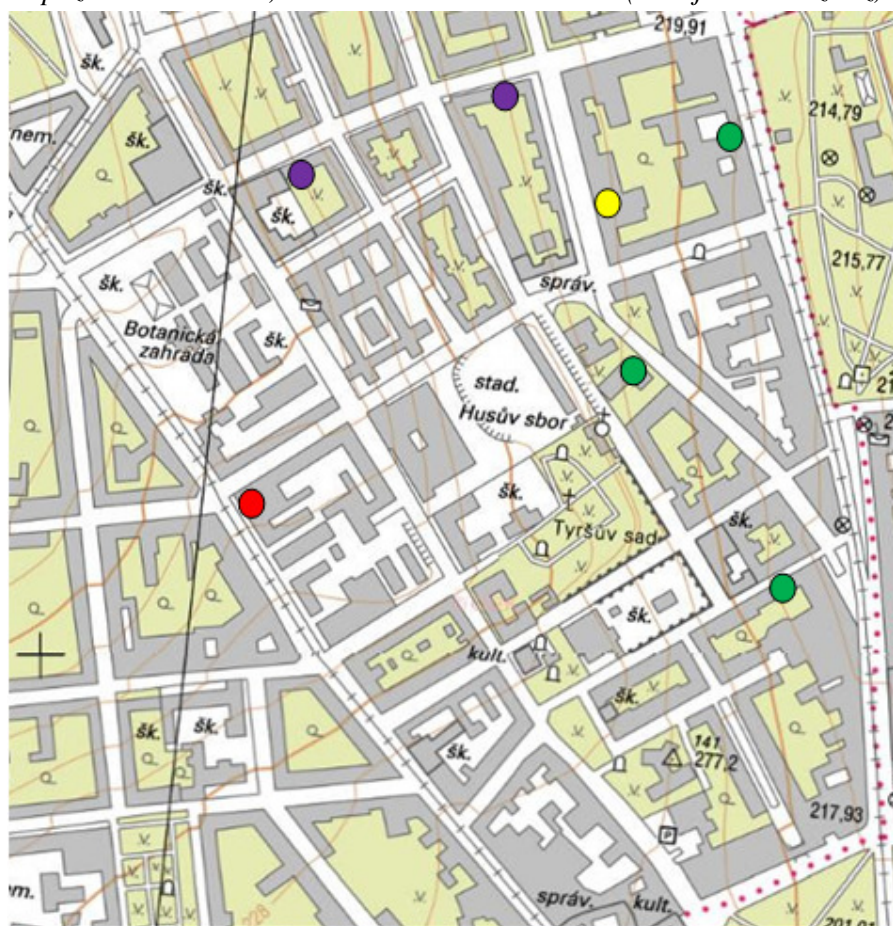 219,91
šk.
214,79
nem.
šk.
šk.
šk.
215,77
správ.
šk.
Botanická
zahrada
šk.
stad.
Husův sbor
šk.
Tyršův sad
šk.
šk.
kult.
šk.
šk.
šk.
šk.
141
277,2
217,93
P
správ.
kult.
228